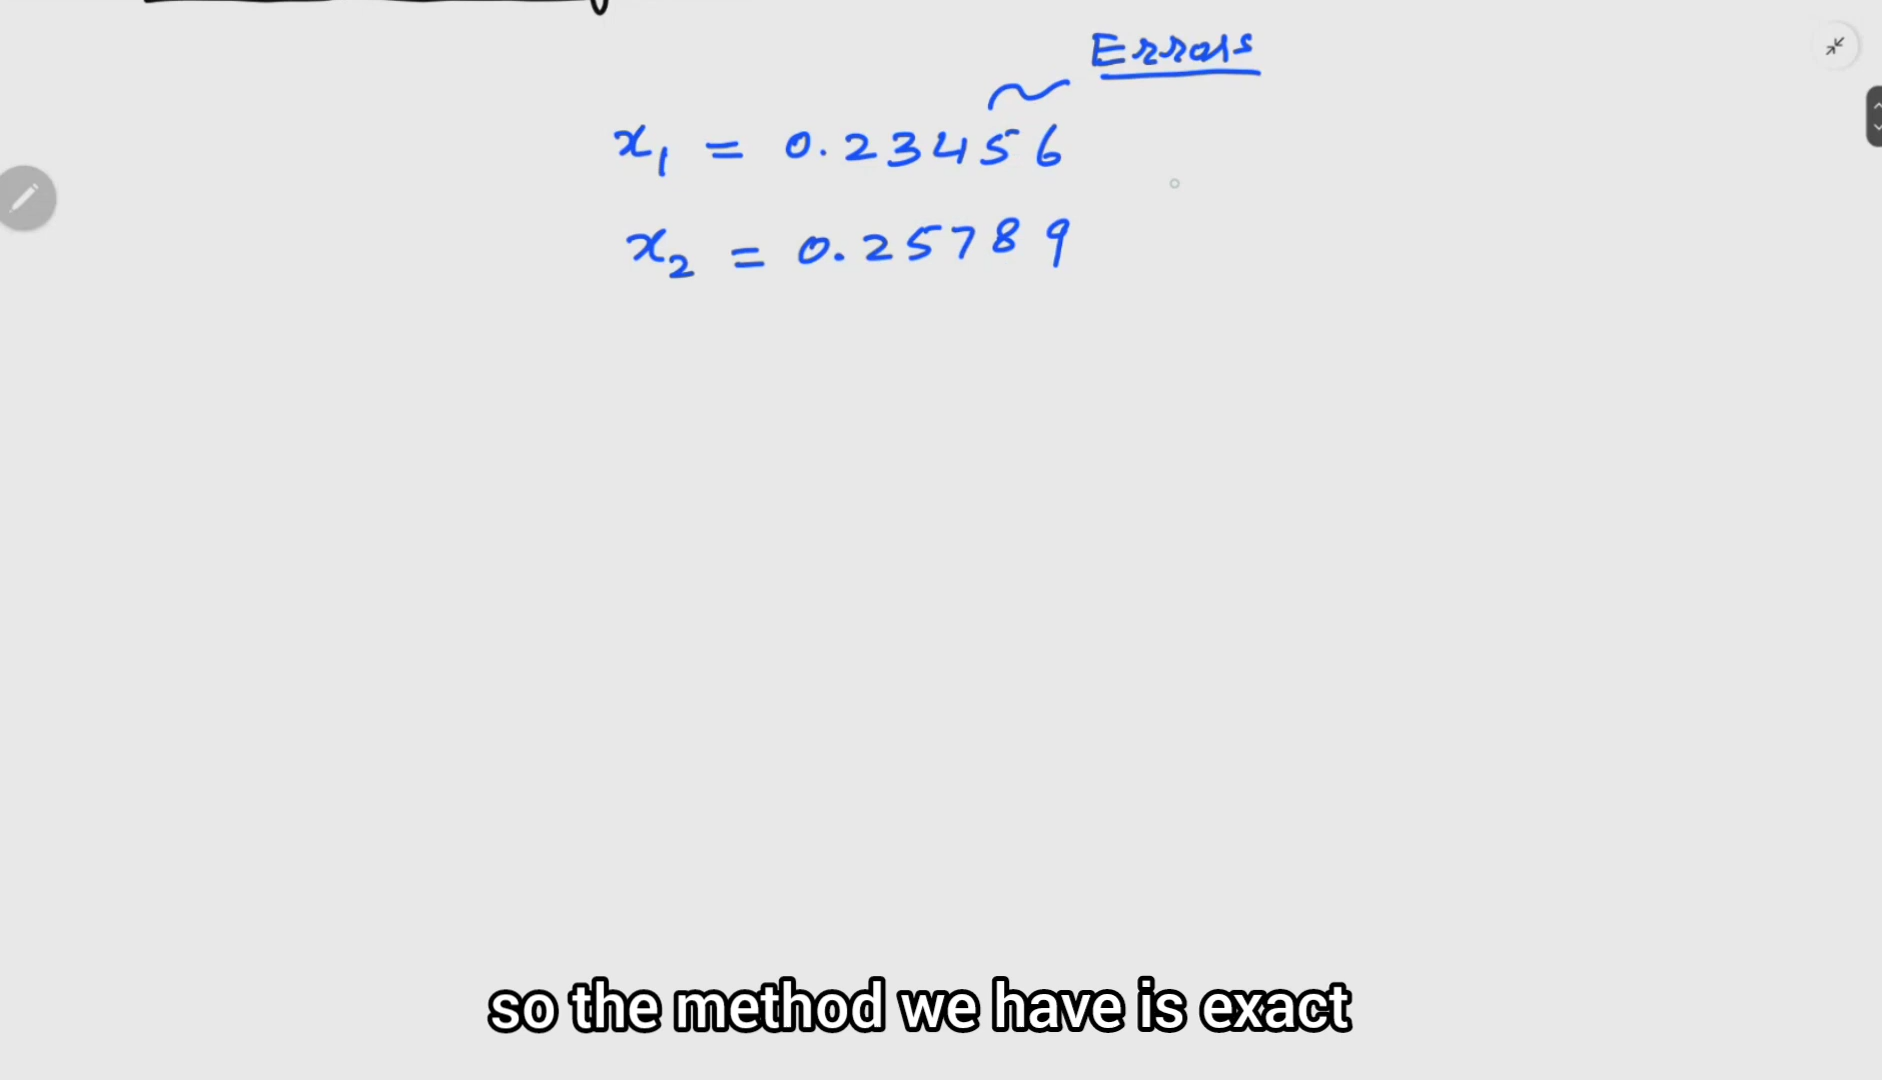 Errors
x₁ = 0.23456
x₂ = 0.25789
so the method we have is exact